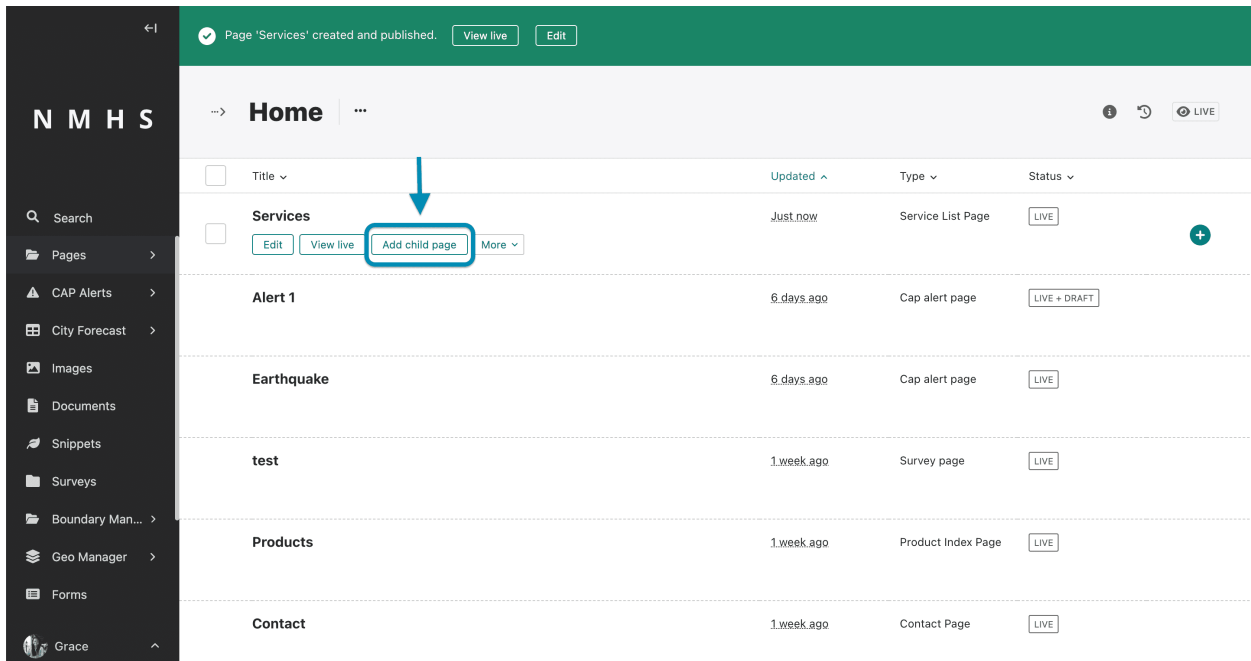 Page 'Services' created and published. View live Edit
N M H S
Home
LIVE
Title Updated Type Status
Search
Services Just now Service List Page LIVE
Edit View live Add child page More
Pages
CAP Alerts
Alert 1 6 days ago Cap alert page LIVE + DRAFT
City Forecast
Images
Earthquake 6 days ago Cap alert page LIVE
Documents
Snippets
test 1 week ago Survey page LIVE
Surveys
Boundary Man...
Products 1 week ago Product Index Page LIVE
Geo Manager
Forms
Contact 1 week ago Contact Page LIVE
Grace